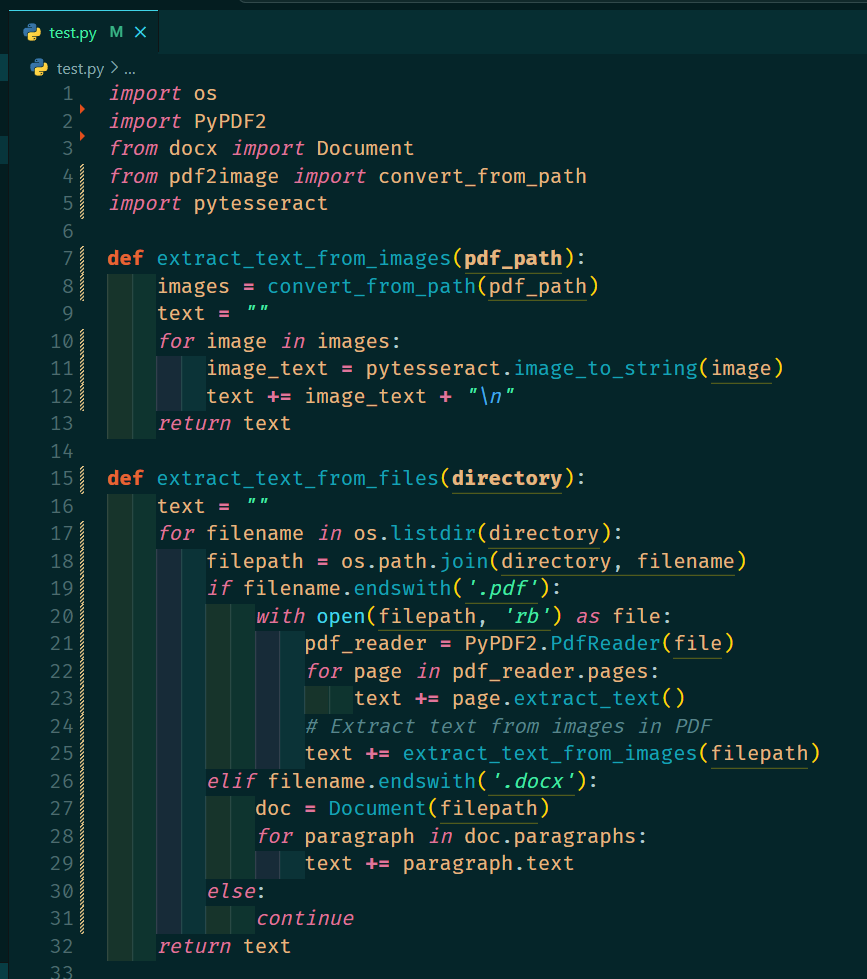 test.py M ×
test.py > ...
1 import os
2 import PyPDF2
3 from docx import Document
4 from pdf2image import convert_from_path
5 import pytesseract
6
7 def extract_text_from_images(pdf_path):
8     images = convert_from_path(pdf_path)
9     text = ""
10     for image in images:
11         image_text = pytesseract.image_to_string(image)
12         text += image_text + "\n"
13     return text
14
15 def extract_text_from_files(directory):
16     text = ""
17     for filename in os.listdir(directory):
18         filepath = os.path.join(directory, filename)
19         if filename.endswith('.pdf'):
20             with open(filepath, 'rb') as file:
21                 pdf_reader = PyPDF2.PdfReader(file)
22                 for page in pdf_reader.pages:
23                     text += page.extract_text()
24                 # Extract text from images in PDF
25                 text += extract_text_from_images(filepath)
26         elif filename.endswith('.docx'):
27             doc = Document(filepath)
28             for paragraph in doc.paragraphs:
29                 text += paragraph.text
30         else:
31             continue
32     return text
33